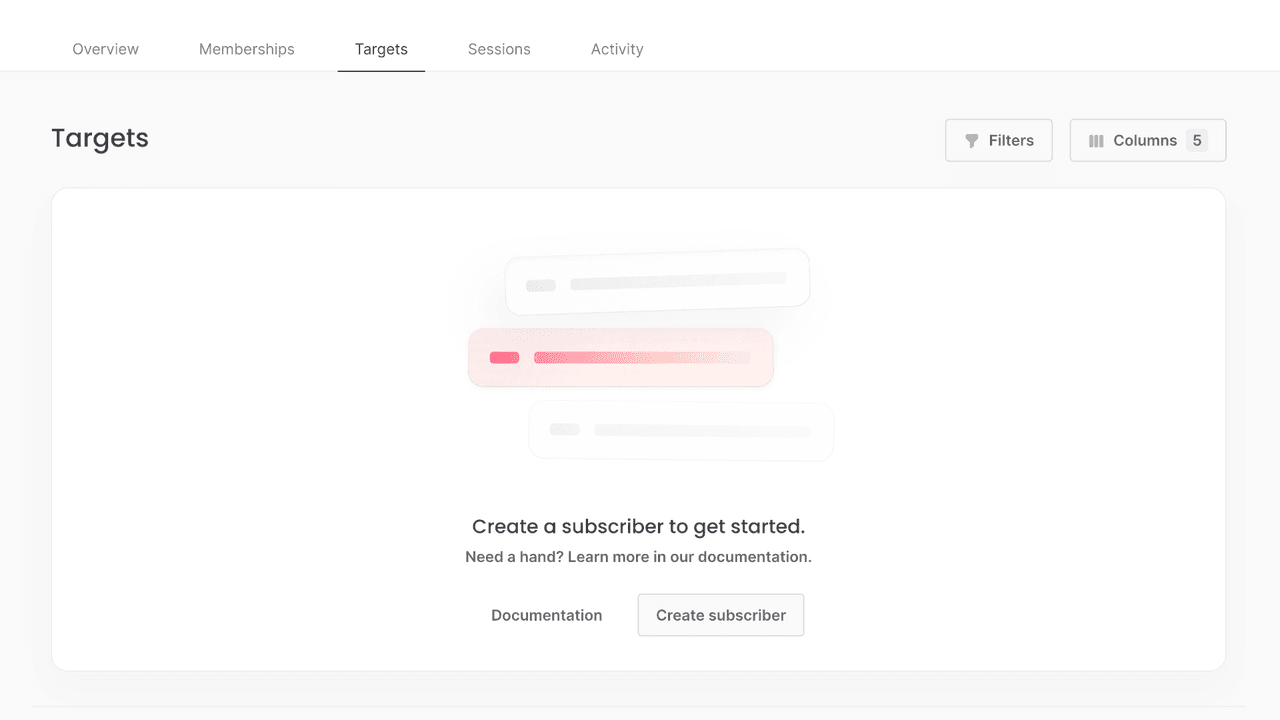 Overview Memberships Targets Sessions Activity
Targets
Filters
Columns 5
Create a subscriber to get started.
Need a hand? Learn more in our documentation.
Documentation
Create subscriber